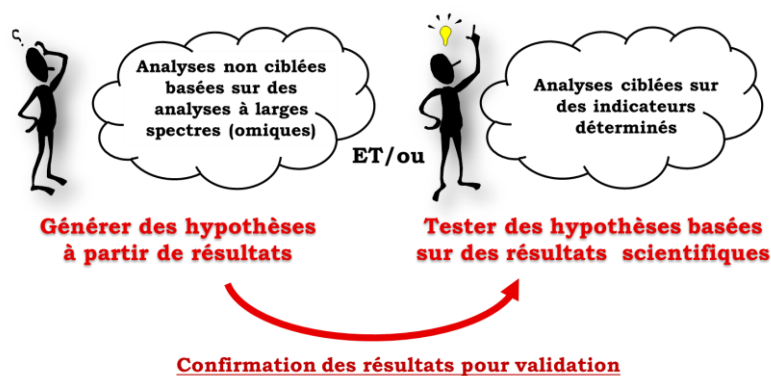 Analyses non ciblées
basées sur des
analyses à larges
spectres (omiques)
ET/ou
Analyses ciblées sur
des indicateurs
déterminés
Générer des hypothèses
à partir de résultats
Tester des hypothèses basées
sur des résultats scientifiques
Confirmation des résultats pour validation